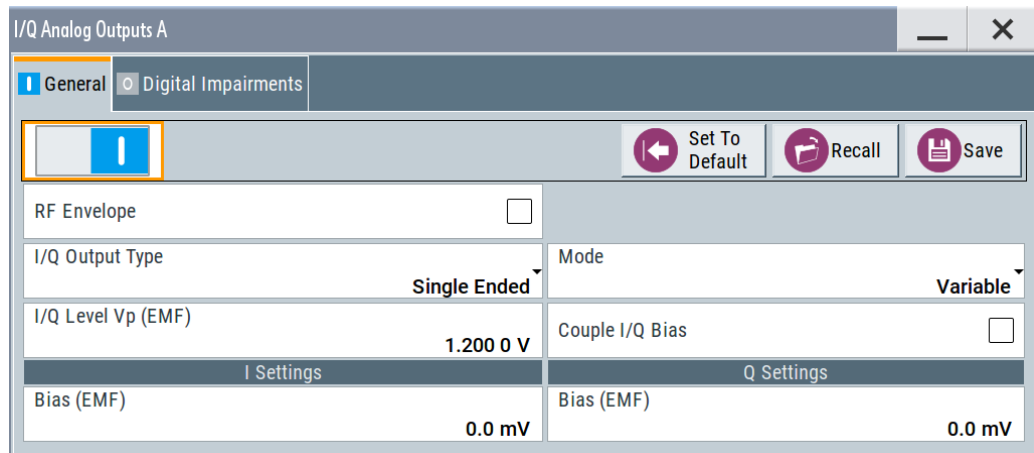 I/Q Analog Outputs A
General
Digital Impairments
Set To
Default
Recall
Save
RF Envelope
I/Q Output Type
Single Ended
Mode
Variable
I/Q Level Vp (EMF)
1.200 0 V
Couple I/Q Bias
I Settings
Q Settings
Bias (EMF)
0.0 mV
Bias (EMF)
0.0 mV